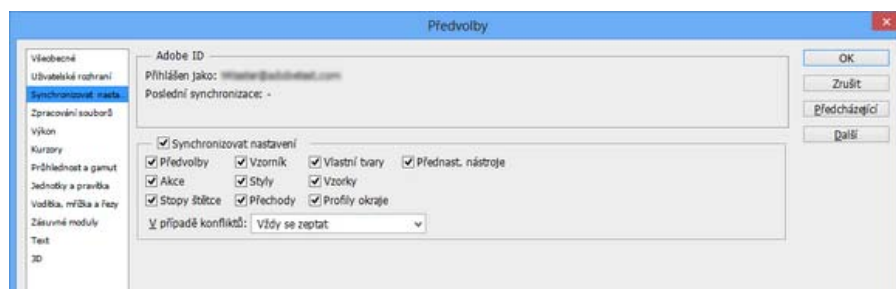 Předvolby
Všeobecné
Uživatelské rozhraní
Synchronizovat nasta...
Zpracování souborů
Výkon
Kurzory
Průhlednost a gamut
Jednotky a pravítka
Vodítka, mřížka a řezy
Zásuvné moduly
Text
3D
Adobe ID
Přihlášen jako:
Poslední synchronizace: -
Synchronizovat nastavení
Předvolby Vzorník Vlastní tvary Přednast. nástroje
Akce Styly Vzorky
Stopy štětce Přechody Profily okraje
V případě konfliktů: Vždy se zeptat
OK
Zrušit
Předcházející
Další